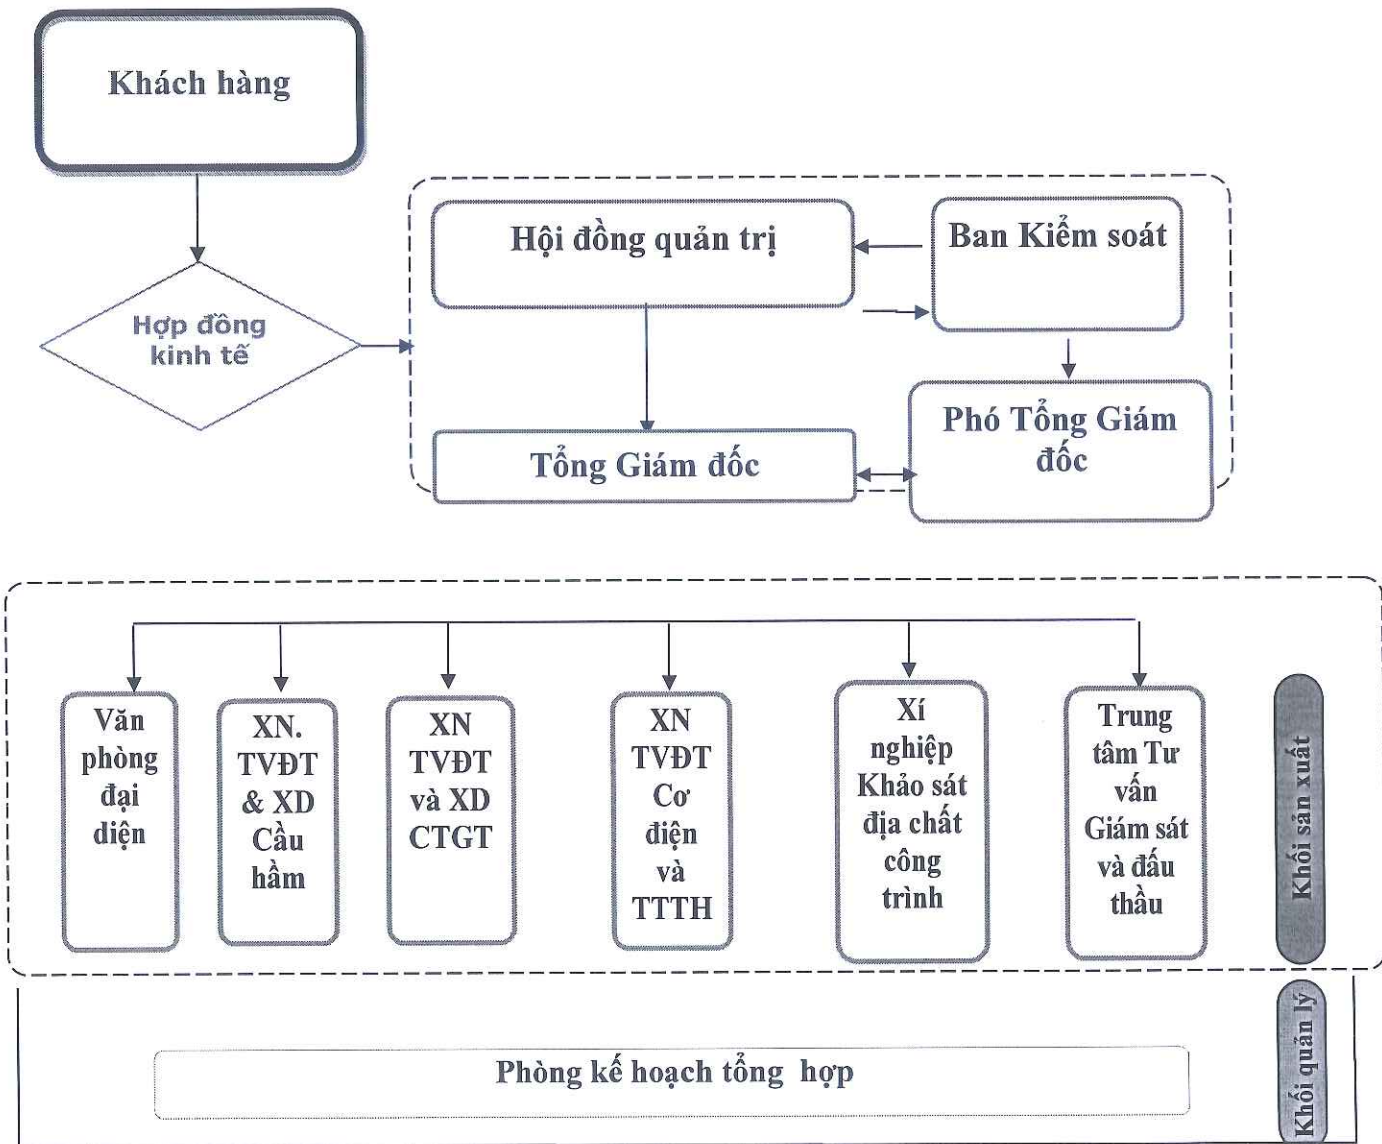 Khách hàng
Hội đồng quản trị
Ban Kiểm soát
Hợp đồng
kinh tế
Tổng Giám đốc
Phó Tổng Giám
đốc
Văn
phòng
đại
diện
XN.
TVĐT
& XD
Cầu
hầm
XN
TVĐT
và XD
CTGT
XN
TVĐT
Cơ
điện
và
TTTH
Xí
nghiệp
Khảo sát
địa chất
công
trình
Trung
tâm Tư
vấn
Giám sát
và đấu
thầu
Khối sản xuất
Phòng kế hoạch tổng hợp
Khối quản lý